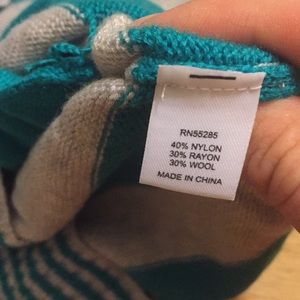 RN55285
40% NYLON
30% RAYON
30% WOOL
MADE IN CHINA